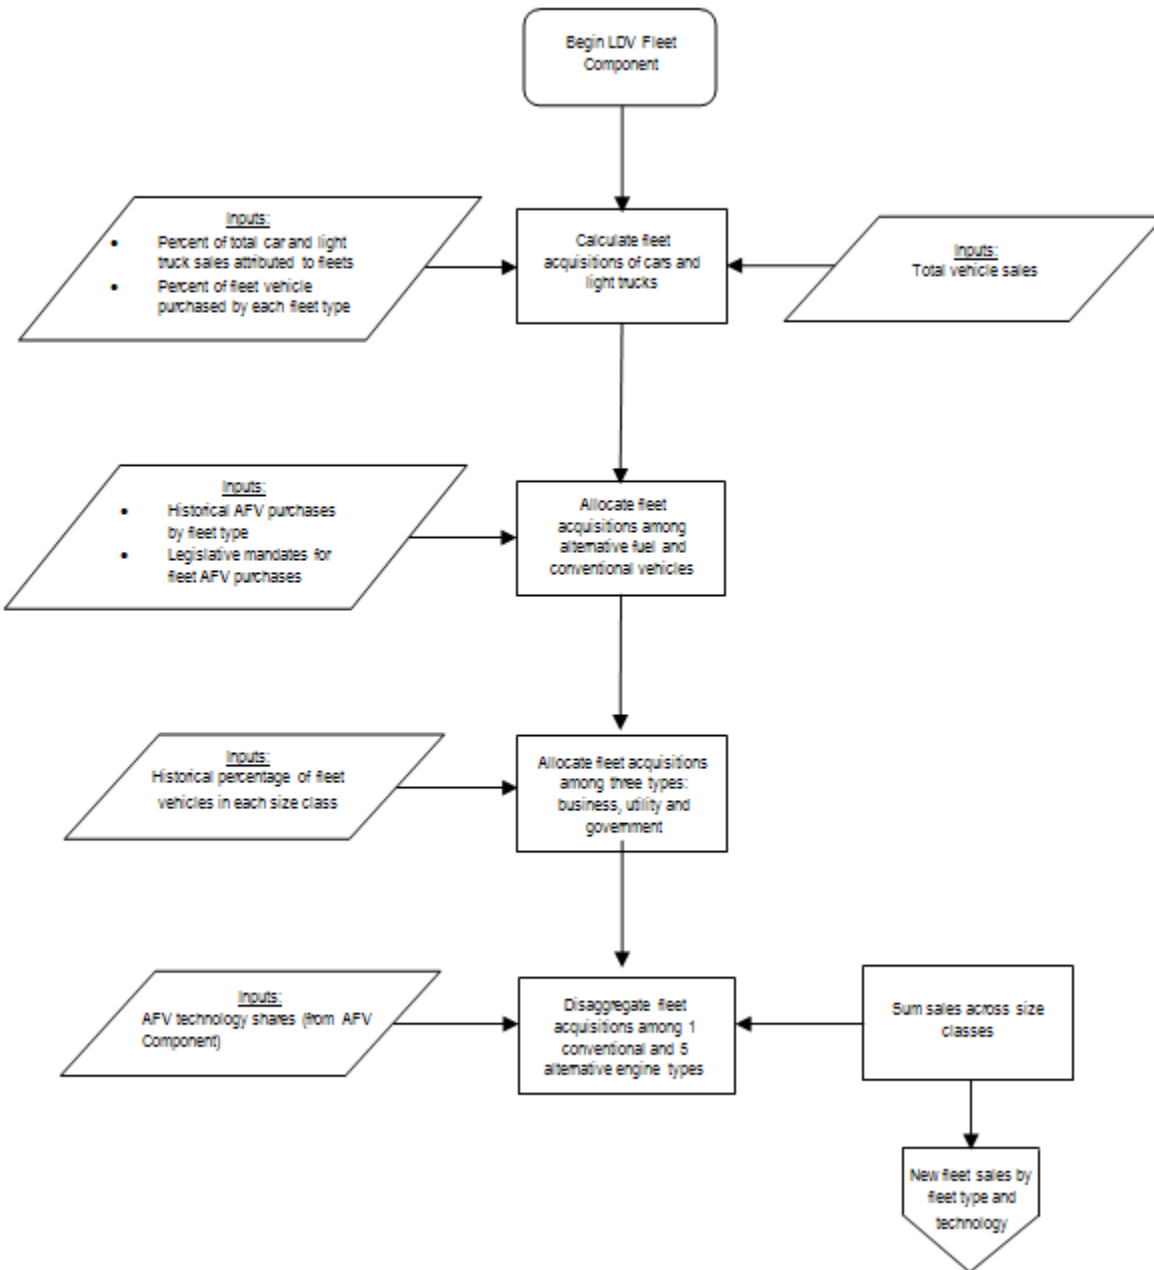 Begin LDV Fleet
Component
Inputs:
• Percent of total car and light
truck sales attributed to fleets
• Percent of fleet vehicle
purchased by each fleet type
Calculate fleet
acquisitions of cars and
light trucks
Inputs:
Total vehicle sales
Inputs:
• Historical AFV purchases
by fleet type
• Legislative mandates for
fleet AFV purchases
Allocate fleet
acquisitions among
alternative fuel and
conventional vehicles
Inputs:
Historical percentage of fleet
vehicles in each size class
Allocate fleet acquisitions
among three types:
business, utility and
government
Inputs:
AFV technology shares (from AFV
Component)
Disaggregate fleet
acquisitions among 1
conventional and 5
alternative engine types
Sum sales across size
classes
New fleet sales by
fleet type and
technology